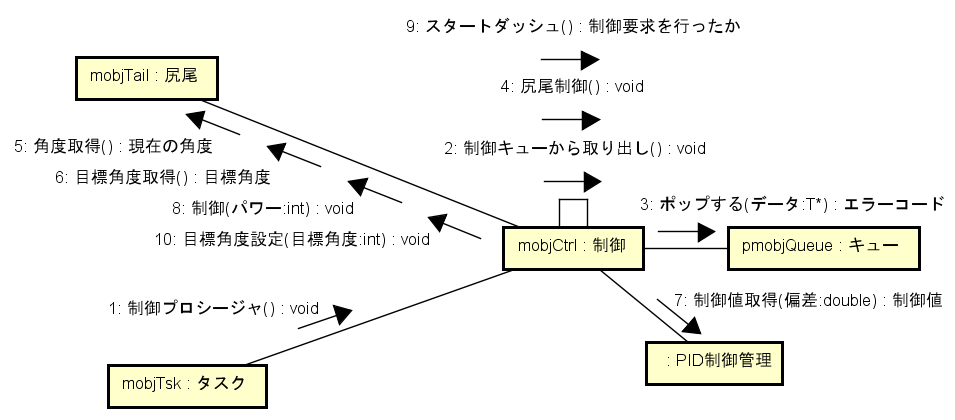 9: スタートダッシュ() : 制御要求を行ったか
mobjTail : 尻尾
4: 尻尾制御() : void
5: 角度取得() : 現在の角度
2: 制御キューから取り出し() : void
6: 目標角度取得() : 目標角度
8: 制御(パワー:int) : void
3: ポップする(データ:T*) : エラーコード
10: 目標角度設定(目標角度:int) : void
mobjCtrl : 制御
pmobjQueue : キュー
1: 制御プロシージャ() : void
7: 制御値取得(偏差:double) : 制御値
: PID制御管理
mobjTsk : タスク